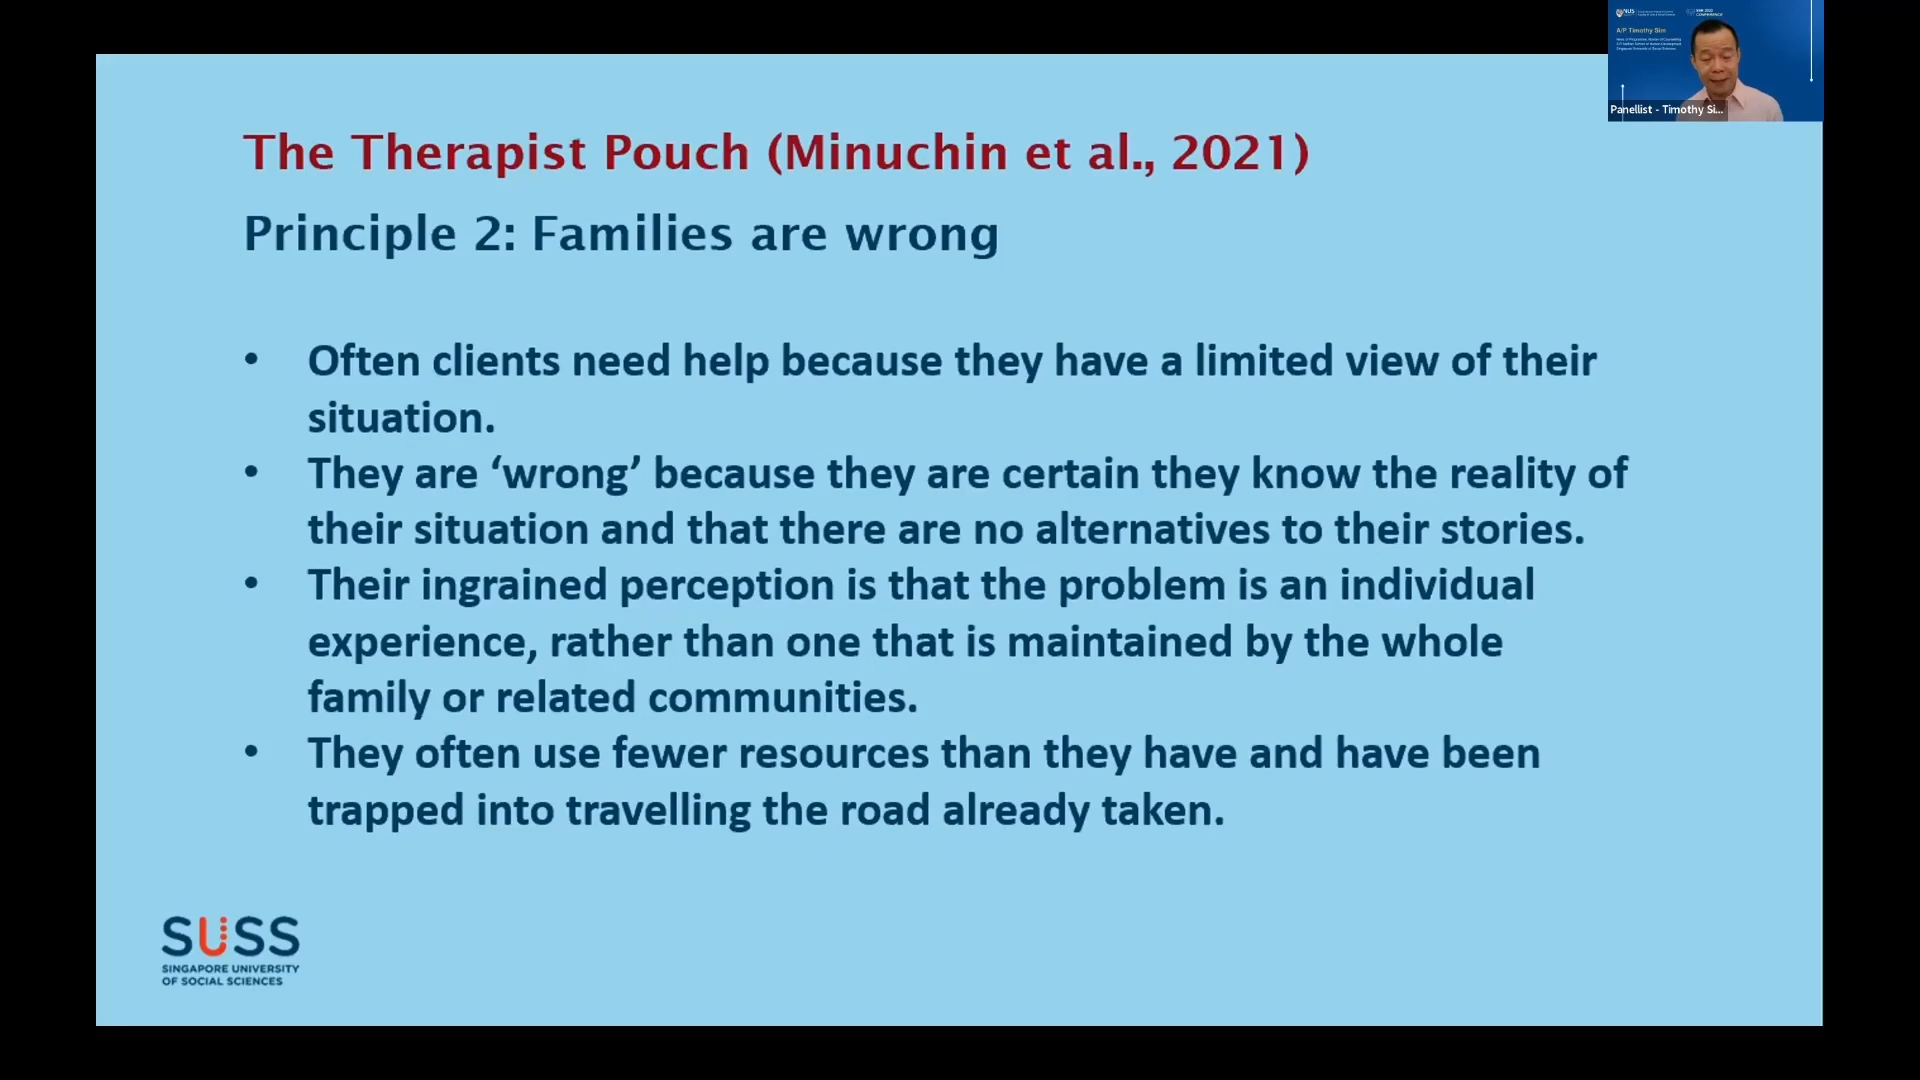 NUS
CONFERENCE
A/P Timothy Sim
Panellist - Timothy Si...
The Therapist Pouch (Minuchin et al., 2021)
Principle 2: Families are wrong
• Often clients need help because they have a limited view of their
situation.
• They are ‘wrong’ because they are certain they know the reality of
their situation and that there are no alternatives to their stories.
• Their ingrained perception is that the problem is an individual
experience, rather than one that is maintained by the whole
family or related communities.
• They often use fewer resources than they have and have been
trapped into travelling the road already taken.
SUSS
SINGAPORE UNIVERSITY
OF SOCIAL SCIENCES